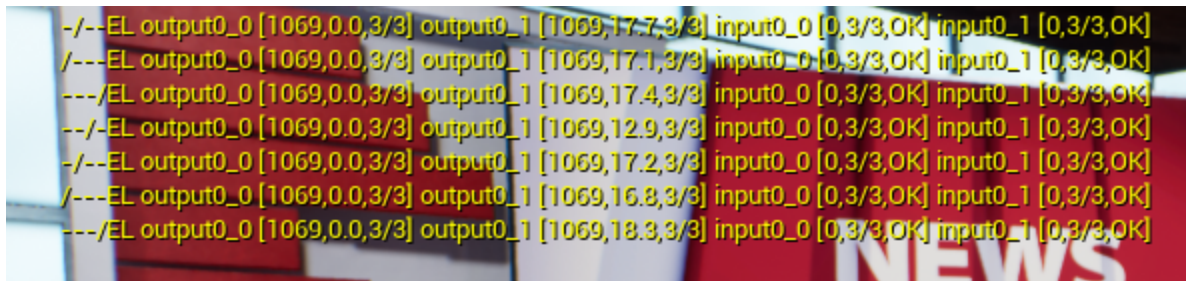 -/--EL output0_0 [1069,0.0,3/3] output0_1 [1069,17.7,3/3] input0_0 [0,3/3,OK] input0_1 [0,3/3,OK]
/---EL output0_0 [1069,0.0,3/3] output0_1 [1069,17.1,3/3] input0_0 [0,3/3,OK] input0_1 [0,3/3,OK]
---/EL output0_0 [1069,0.0,3/3] output0_1 [1069,17.4,3/3] input0_0 [0,3/3,OK] input0_1 [0,3/3,OK]
--/-EL output0_0 [1069,0.0,3/3] output0_1 [1069,12.9,3/3] input0_0 [0,3/3,OK] input0_1 [0,3/3,OK]
-/--EL output0_0 [1069,0.0,3/3] output0_1 [1069,17.2,3/3] input0_0 [0,3/3,OK] input0_1 [0,3/3,OK]
/---EL output0_0 [1069,0.0,3/3] output0_1 [1069,16.8,3/3] input0_0 [0,3/3,OK] input0_1 [0,3/3,OK]
---/EL output0_0 [1069,0.0,3/3] output0_1 [1069,18.3,3/3] input0_0 [0,3/3,OK] input0_1 [0,3/3,OK]
NEWS